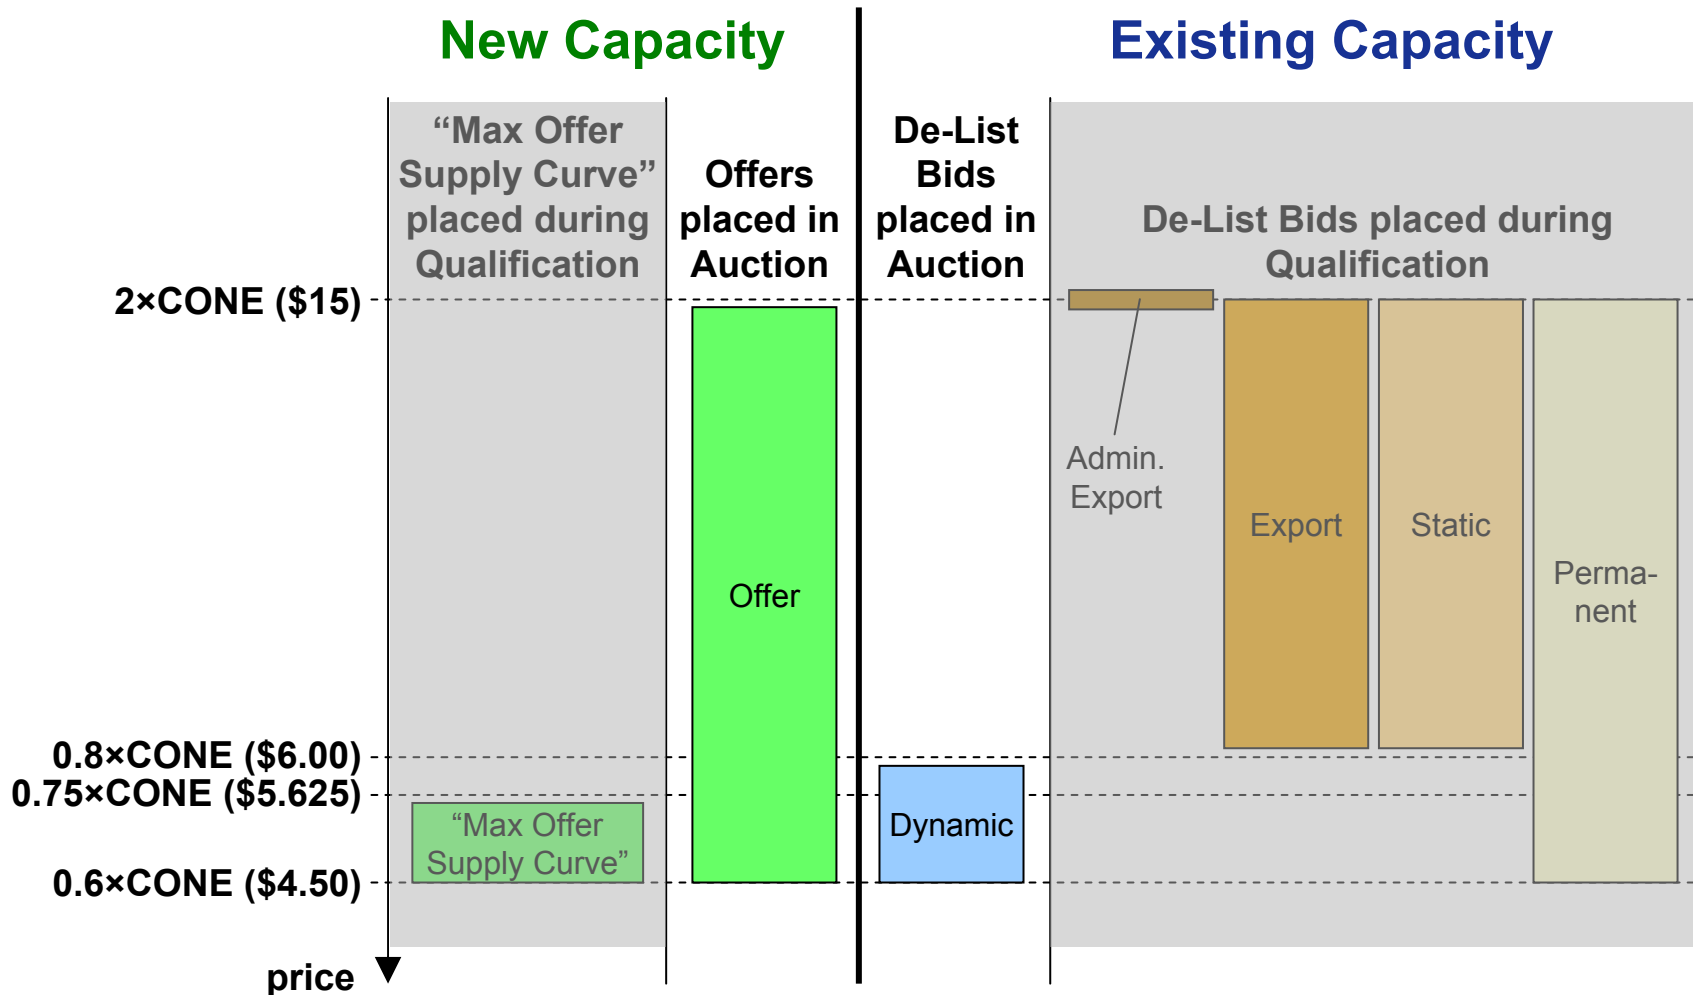 New Capacity
Existing Capacity
“Max Offer
Supply Curve”
placed during
Qualification
Offers
placed in
Auction
De-List
Bids
placed in
Auction
De-List Bids placed during
Qualification
2×CONE ($15)
Admin.
Export
Export
Static
Perma-
nent
Offer
0.8×CONE ($6.00)
0.75×CONE ($5.625)
“Max Offer
Supply Curve”
Dynamic
0.6×CONE ($4.50)
price